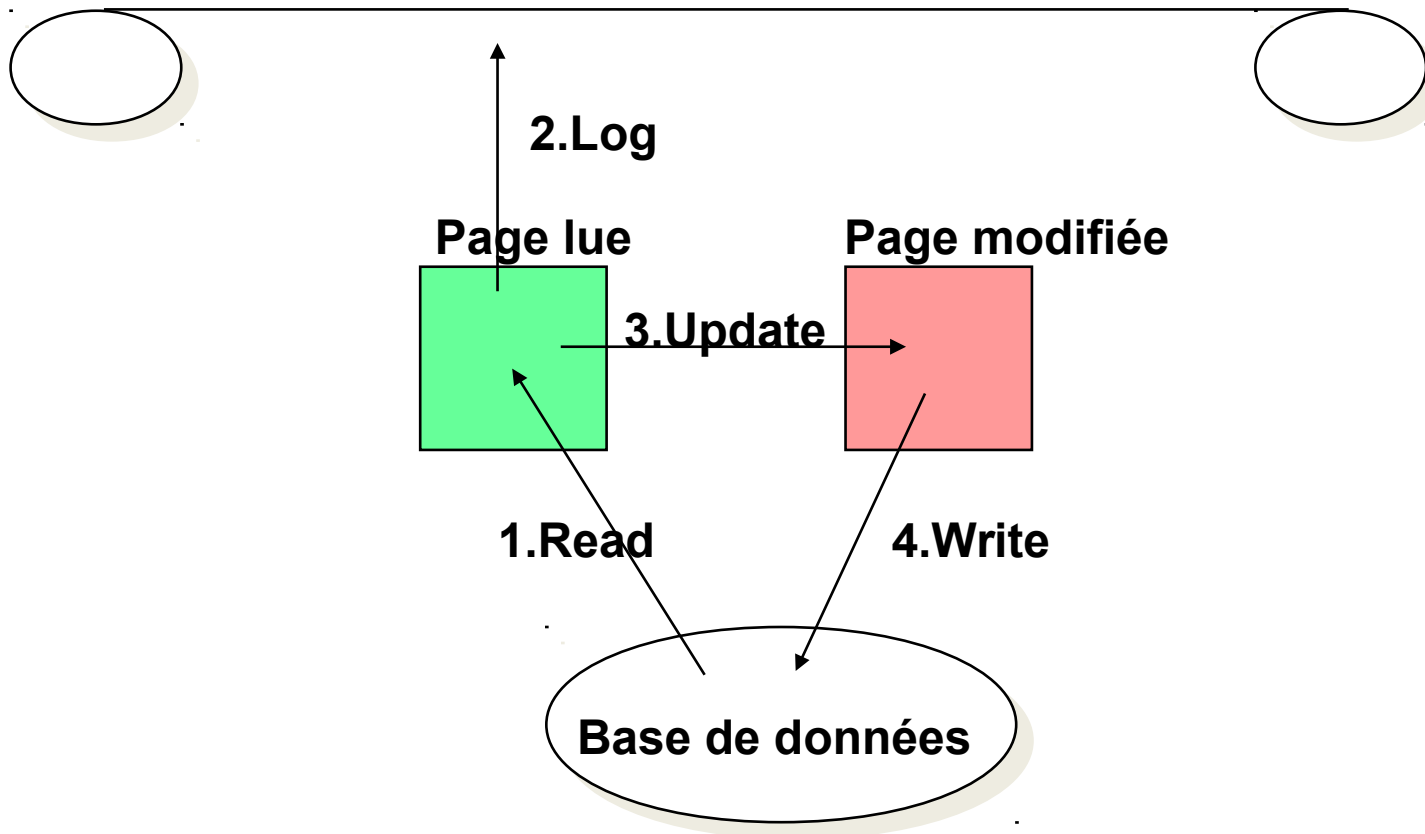 2.Log
Page lue
Page modifiée
3.Update
1.Read
4.Write
Base de données